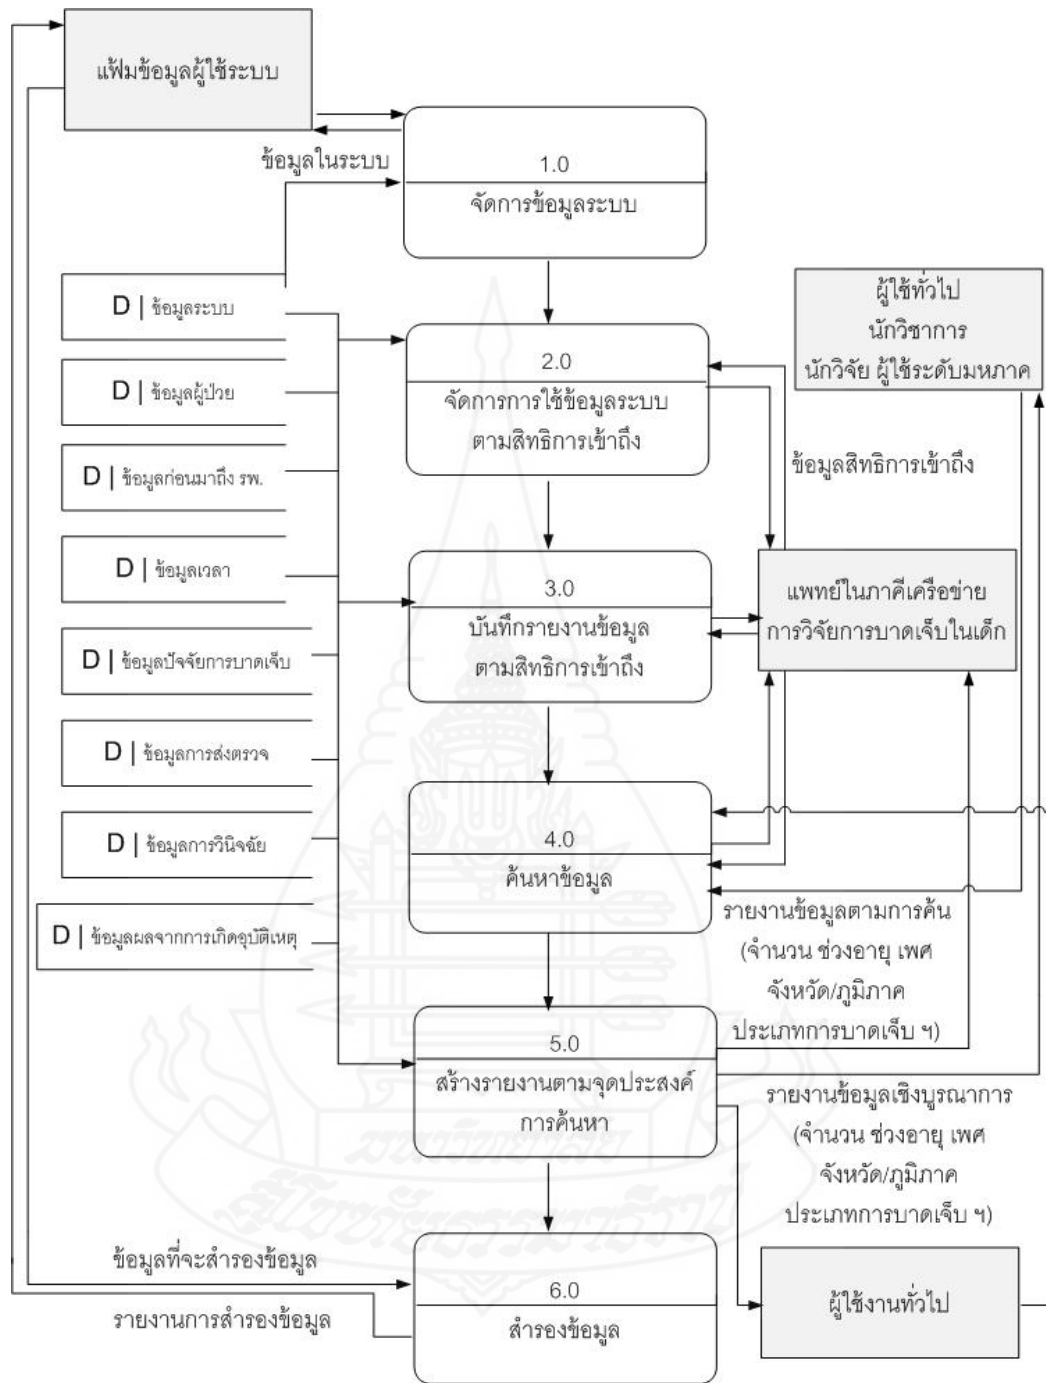 แฟ้มข้อมูลผู้ใช้ระบบ
ข้อมูลในระบบ
1.0
จัดการข้อมูลระบบ
D | ข้อมูลระบบ
D | ข้อมูลผู้ป่วย
D | ข้อมูลก่อนมาถึง รพ.
D | ข้อมูลเวลา
D | ข้อมูลปัจจัยการบาดเจ็บ
D | ข้อมูลการส่งตรวจ
D | ข้อมูลการวินิจฉัย
D | ข้อมูลผลจากการเกิดอุบัติเหตุ
2.0
จัดการการใช้ข้อมูลระบบ
ตามสิทธิการเข้าถึง
ผู้ใช้ทั่วไป
นักวิชาการ
นักวิจัย ผู้ใช้ระดับมหภาค
ข้อมูลสิทธิการเข้าถึง
3.0
บันทึกรายงานข้อมูล
ตามสิทธิการเข้าถึง
แพทย์ในภาคีเครือข่าย
การวิจัยการบาดเจ็บในเด็ก
4.0
ค้นหาข้อมูล
รายงานข้อมูลตามการค้น
(จำนวน ช่วงอายุ เพศ
จังหวัด/ภูมิภาค
ประเภทการบาดเจ็บ ฯ)
5.0
สร้างรายงานตามจุดประสงค์
การค้นหา
รายงานข้อมูลเชิงบูรณาการ
(จำนวน ช่วงอายุ เพศ
จังหวัด/ภูมิภาค
ประเภทการบาดเจ็บ ฯ)
มหาวิทยาลัย
สุโขทัยธรรมาธิราช
ข้อมูลที่จะสำรองข้อมูล
รายงานการสำรองข้อมูล
6.0
สำรองข้อมูล
ผู้ใช้งานทั่วไป